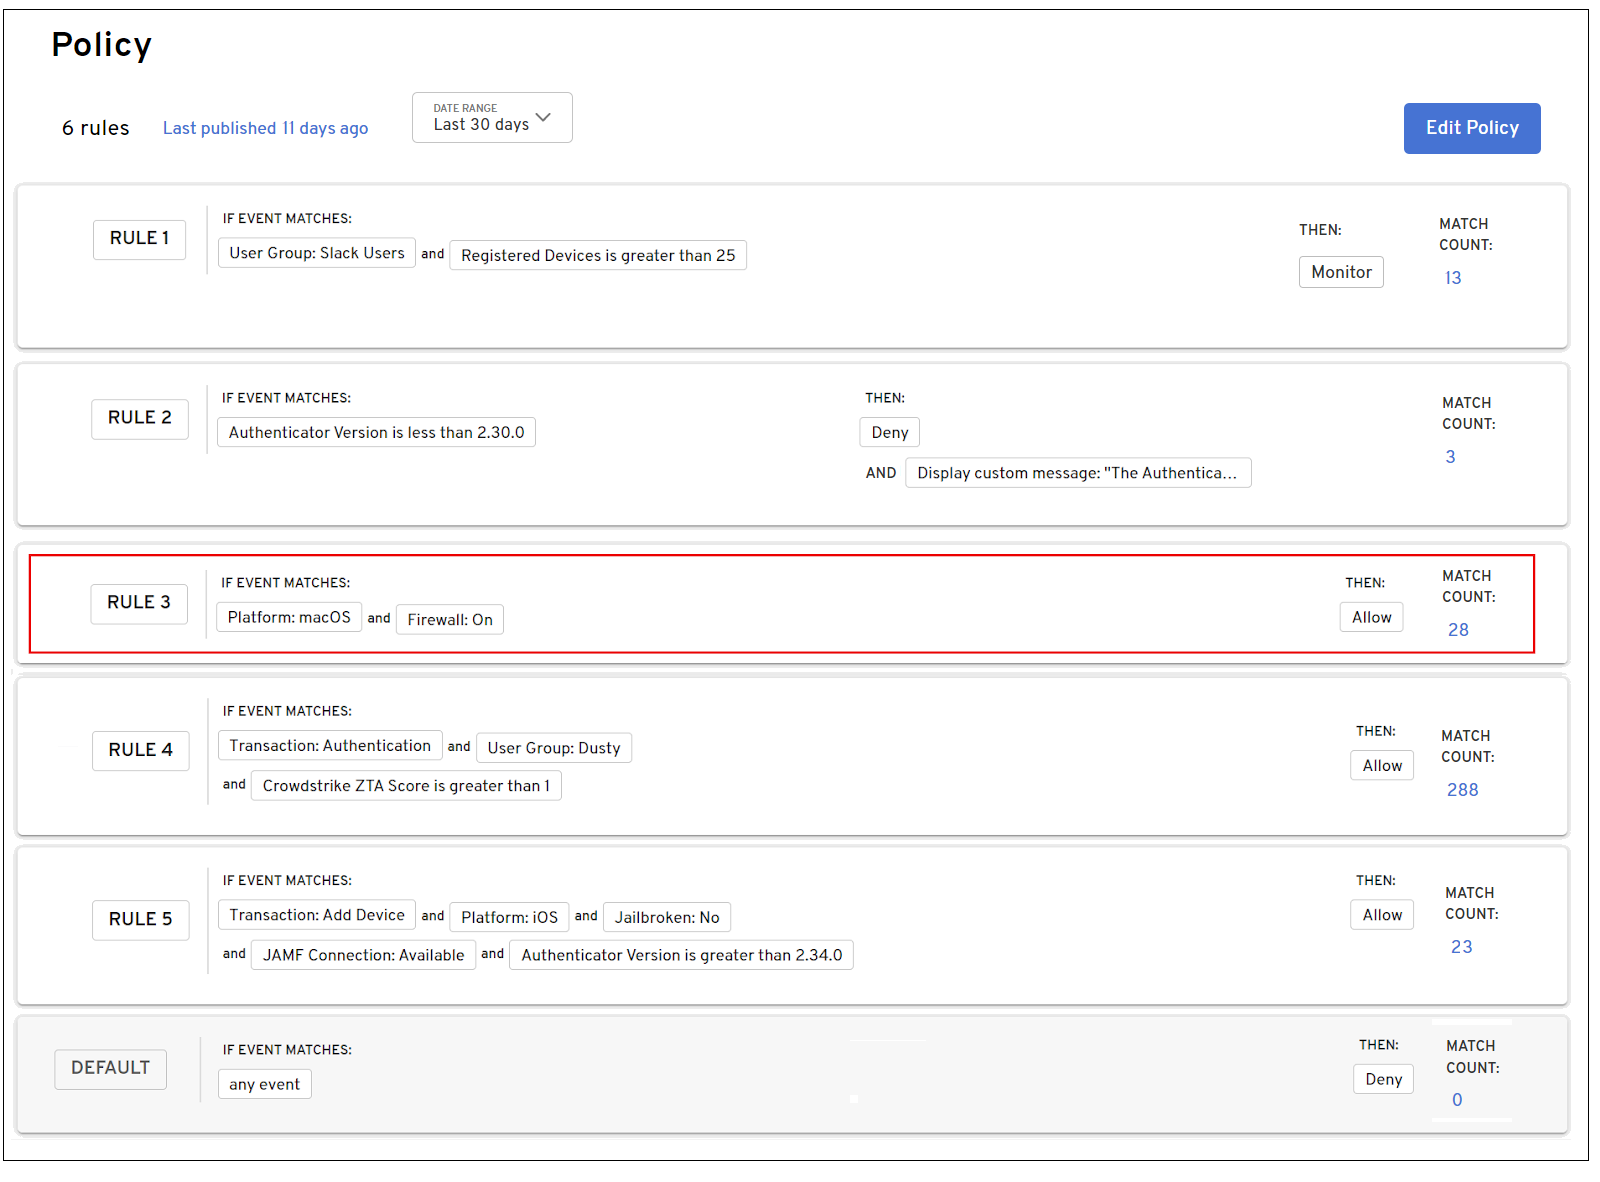 Policy
6 rules Last published 11 days ago
DATE RANGE
Last 30 days
Edit Policy
RULE 1
IF EVENT MATCHES:
User Group: Slack Users and Registered Devices is greater than 25
THEN:
Monitor
MATCH
COUNT:
13
RULE 2
IF EVENT MATCHES:
Authenticator Version is less than 2.30.0
THEN:
Deny
AND Display custom message: "The Authentica...
MATCH
COUNT:
3
RULE 3
IF EVENT MATCHES:
Platform: macOS and Firewall: On
THEN:
Allow
MATCH
COUNT:
28
RULE 4
IF EVENT MATCHES:
Transaction: Authentication and User Group: Dusty
and Crowdstrike ZTA Score is greater than 1
THEN:
Allow
MATCH
COUNT:
288
RULE 5
IF EVENT MATCHES:
Transaction: Add Device and Platform: iOS and Jailbroken: No
and JAMF Connection: Available and Authenticator Version is greater than 2.34.0
THEN:
Allow
MATCH
COUNT:
23
DEFAULT
IF EVENT MATCHES:
any event
THEN:
Deny
MATCH
COUNT:
0